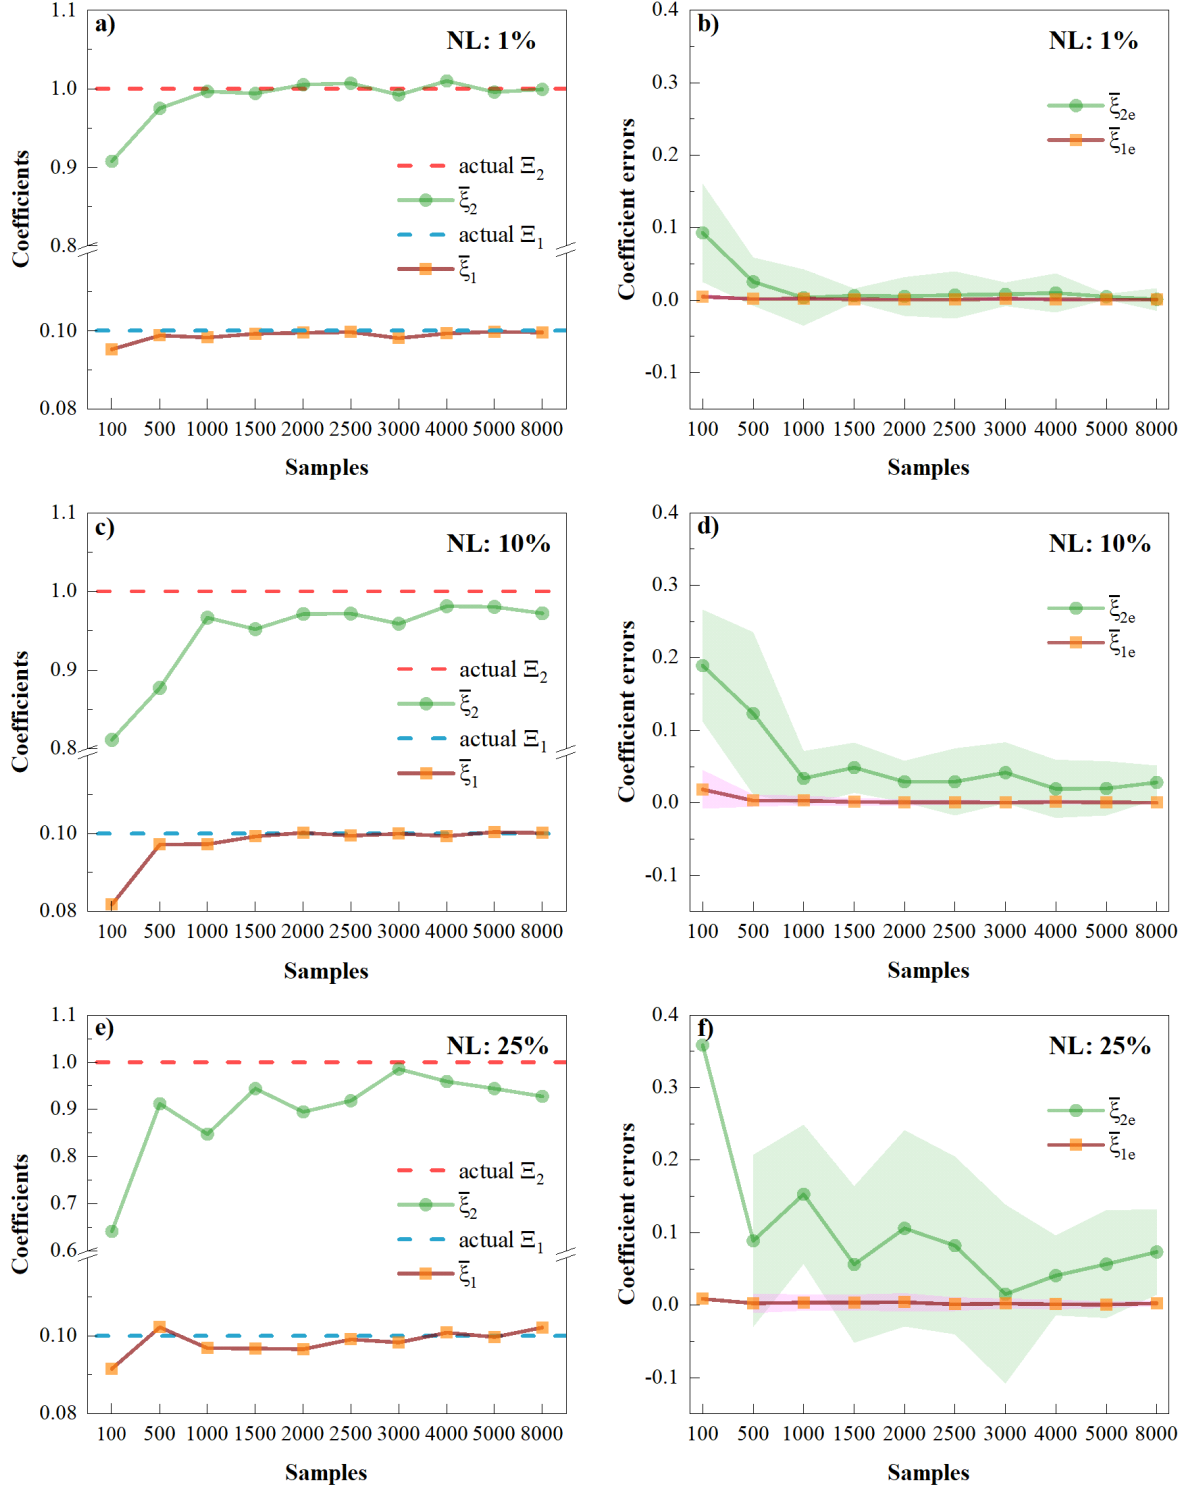 a)
NL: 1%
Coefficients
1.1
1.0
0.9
0.8
0.10
0.08
actual Ξ2
ξ̄2
actual Ξ1
ξ̄1
100 500 1000 1500 2000 2500 3000 4000 5000 8000
Samples
b)
NL: 1%
Coefficient errors
0.4
0.3
0.2
0.1
0.0
-0.1
ξ̄2e
ξ̄1e
100 500 1000 1500 2000 2500 3000 4000 5000 8000
Samples
c)
NL: 10%
Coefficients
1.1
1.0
0.9
0.8
0.10
0.08
actual Ξ2
ξ̄2
actual Ξ1
ξ̄1
100 500 1000 1500 2000 2500 3000 4000 5000 8000
Samples
d)
NL: 10%
Coefficient errors
0.4
0.3
0.2
0.1
0.0
-0.1
ξ̄2e
ξ̄1e
100 500 1000 1500 2000 2500 3000 4000 5000 8000
Samples
e)
NL: 25%
Coefficients
1.1
1.0
0.9
0.8
0.7
0.6
0.10
0.08
actual Ξ2
ξ̄2
actual Ξ1
ξ̄1
100 500 1000 1500 2000 2500 3000 4000 5000 8000
Samples
f)
NL: 25%
Coefficient errors
0.4
0.3
0.2
0.1
0.0
-0.1
ξ̄2e
ξ̄1e
100 500 1000 1500 2000 2500 3000 4000 5000 8000
Samples